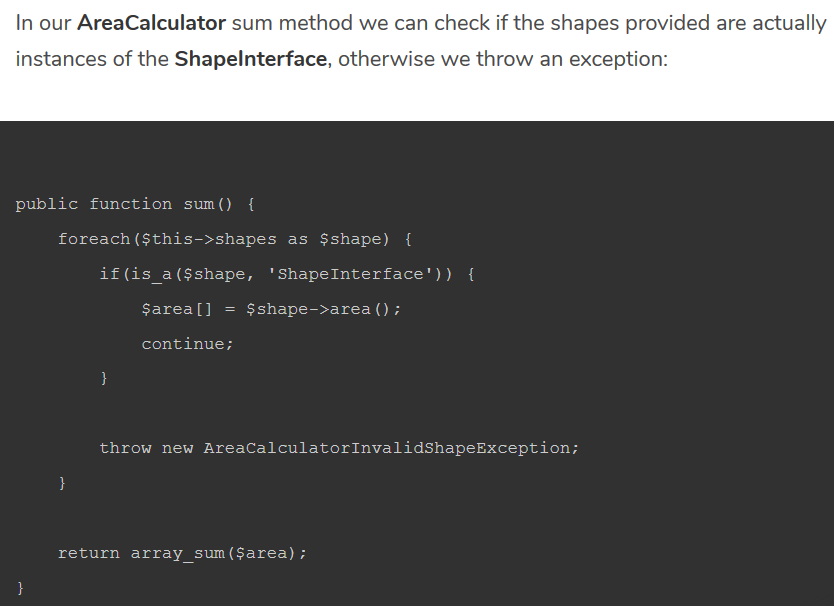 In our AreaCalculator sum method we can check if the shapes provided are actually
instances of the ShapeInterface, otherwise we throw an exception:
public function sum() {
    foreach($this->shapes as $shape) {
        if(is_a($shape, 'ShapeInterface')) {
            $area[] = $shape->area();
            continue;
        }
        throw new AreaCalculatorInvalidShapeException;
    }
    return array_sum($area);
}